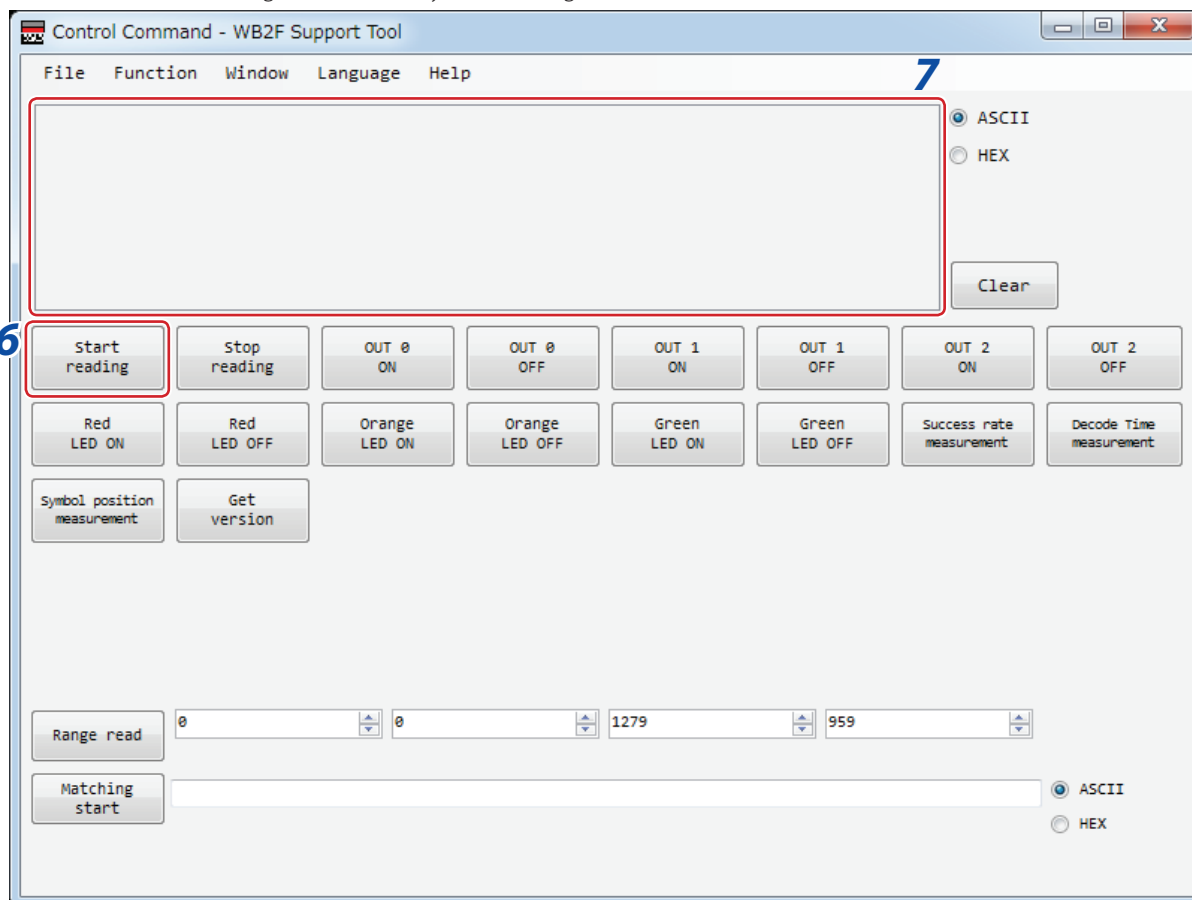 Control Command - WB2F Support Tool
File Function Window Language Help
7
ASCII
HEX
Clear
6
Start
reading
Stop
reading
OUT 0
ON
OUT 0
OFF
OUT 1
ON
OUT 1
OFF
OUT 2
ON
OUT 2
OFF
Red
LED ON
Red
LED OFF
Orange
LED ON
Orange
LED OFF
Green
LED ON
Green
LED OFF
Success rate
measurement
Decode Time
measurement
Symbol position
measurement
Get
version
Range read
0
0
1279
959
Matching
start
ASCII
HEX